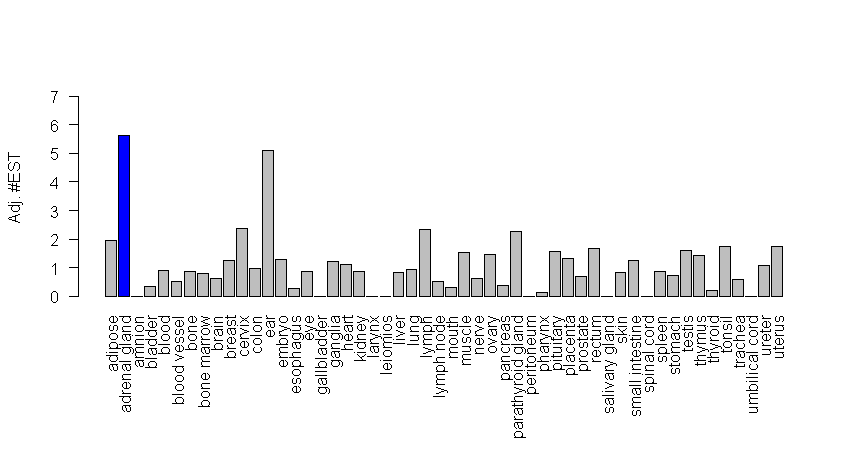 Adj. #EST
7
6
5
4
3
2
1
0
adipose
adrenal gland
amnion
bladder
blood
blood vessel
bone
bone marrow
brain
breast
cervix
colon
ear
embryo
esophagus
eye
gallbladder
ganglia
heart
kidney
larynx
leiomios
liver
lung
lymph
lymph node
mouth
muscle
nerve
ovary
pancreas
parathyroid gland
peritoneum
pharynx
pituitary
placenta
prostate
rectum
salivary gland
skin
small intestine
spinal cord
spleen
stomach
testis
thymus
thyroid
tonsil
trachea
umbilical cord
ureter
uterus